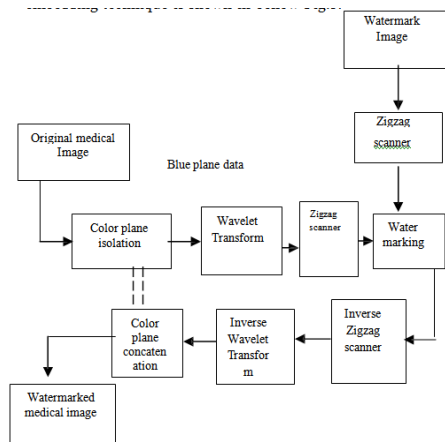 Watermark
Image
Zigzag
scanner
Original medical
Image
Blue plane data
Color plane
isolation
Wavelet
Transform
Zigzag
scanner
Water
marking
Color
plane
concaten
ation
Inverse
Wavelet
Transfor
m
Inverse
Zigzag
scanner
Watermarked
medical image